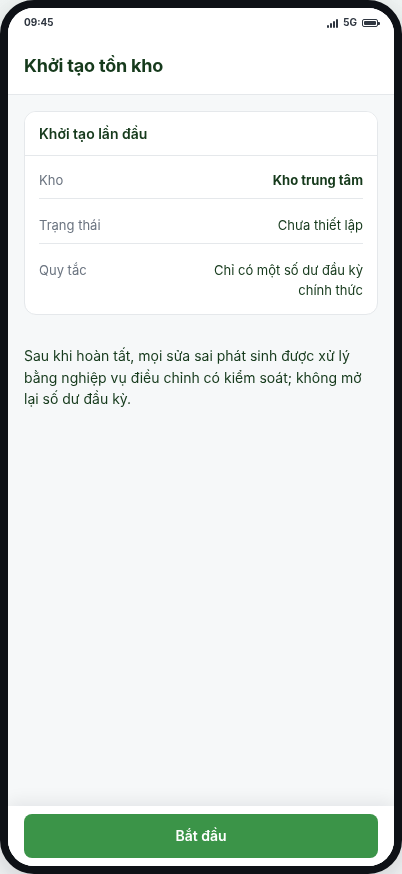 09:45
5G
Khởi tạo tồn kho
Khởi tạo lần đầu
Kho
Kho trung tâm
Trạng thái
Chưa thiết lập
Quy tắc
Chỉ có một số dư đầu kỳ
chính thức
Sau khi hoàn tất, mọi sửa sai phát sinh được xử lý
bằng nghiệp vụ điều chỉnh có kiểm soát; không mở
lại số dư đầu kỳ.
Bắt đầu